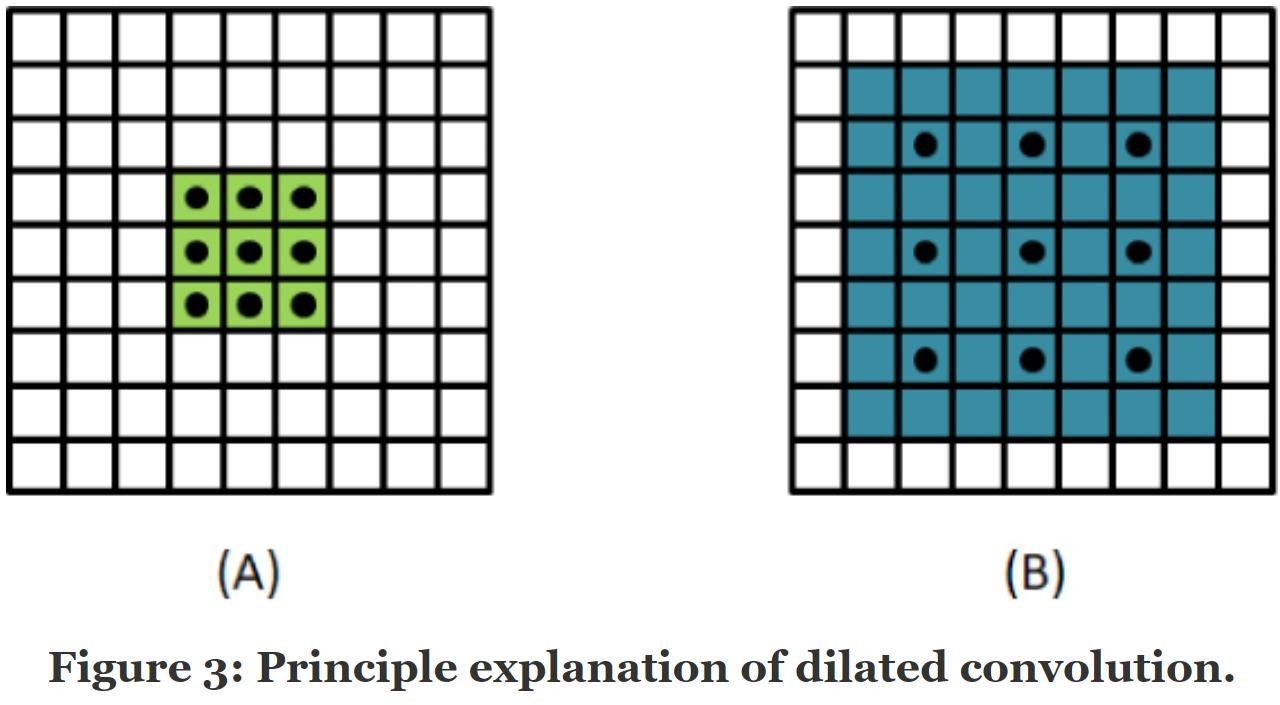 (A)
(B)
Figure 3: Principle explanation of dilated convolution.